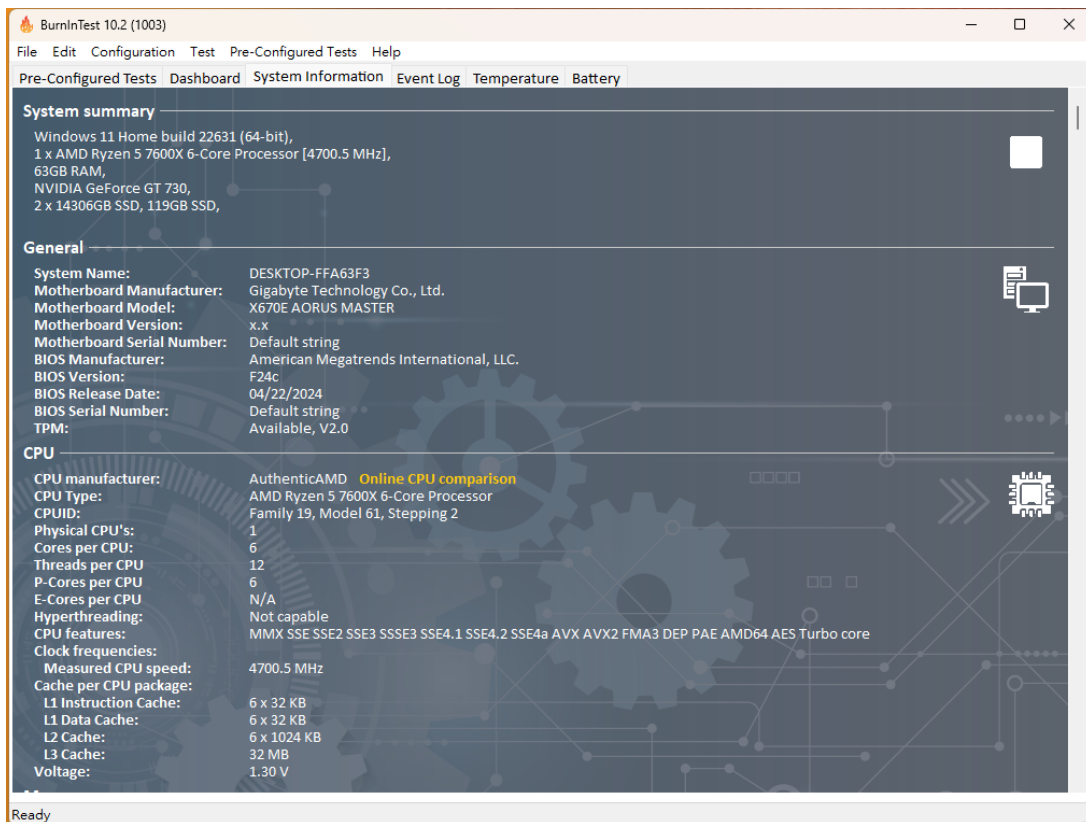 BurnInTest 10.2 (1003)
File Edit Configuration Test Pre-Configured Tests Help
Pre-Configured Tests Dashboard System Information Event Log Temperature Battery
System summary
Windows 11 Home build 22631 (64-bit),
1 x AMD Ryzen 5 7600X 6-Core Processor [4700.5 MHz],
63GB RAM,
NVIDIA GeForce GT 730,
2 x 14306GB SSD, 119GB SSD,
General
System Name: DESKTOP-FFA63F3
Motherboard Manufacturer: Gigabyte Technology Co., Ltd.
Motherboard Model: X670E AORUS MASTER
Motherboard Version: x.x
Motherboard Serial Number: Default string
BIOS Manufacturer: American Megatrends International, LLC.
BIOS Version: F24c
BIOS Release Date: 04/22/2024
BIOS Serial Number: Default string
TPM: Available, V2.0
CPU
CPU manufacturer: AuthenticAMD Online CPU comparison
CPU Type: AMD Ryzen 5 7600X 6-Core Processor
CPUID: Family 19, Model 61, Stepping 2
Physical CPU's: 1
Cores per CPU: 6
Threads per CPU 12
P-Cores per CPU 6
E-Cores per CPU N/A
Hyperthreading: Not capable
CPU features: MMX SSE SSE2 SSE3 SSSE3 SSE4.1 SSE4.2 SSE4a AVX AVX2 FMA3 DEP PAE AMD64 AES Turbo core
Clock frequencies:
Measured CPU speed: 4700.5 MHz
Cache per CPU package:
L1 Instruction Cache: 6 x 32 KB
L1 Data Cache: 6 x 32 KB
L2 Cache: 6 x 1024 KB
L3 Cache: 32 MB
Voltage: 1.30 V
Ready